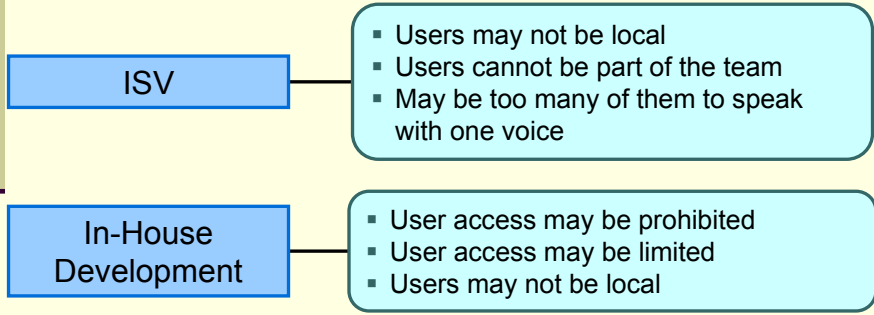 ISV
▪ Users may not be local
▪ Users cannot be part of the team
▪ May be too many of them to speak
with one voice
In-House
Development
▪ User access may be prohibited
▪ User access may be limited
▪ Users may not be local